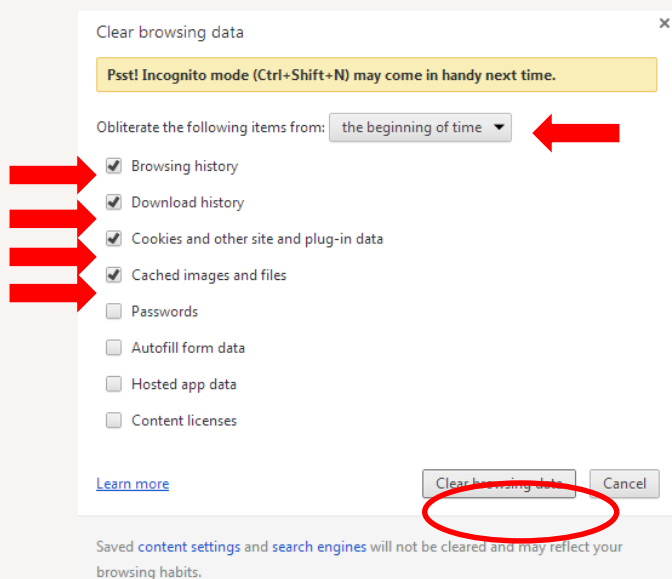 Clear browsing data
Psst! Incognito mode (Ctrl+Shift+N) may come in handy next time.
Obliterate the following items from: the beginning of time
Browsing history
Download history
Cookies and other site and plug-in data
Cached images and files
Passwords
Autofill form data
Hosted app data
Content licenses
Learn more Clear browsing data Cancel
Saved content settings and search engines will not be cleared and may reflect your
browsing habits.